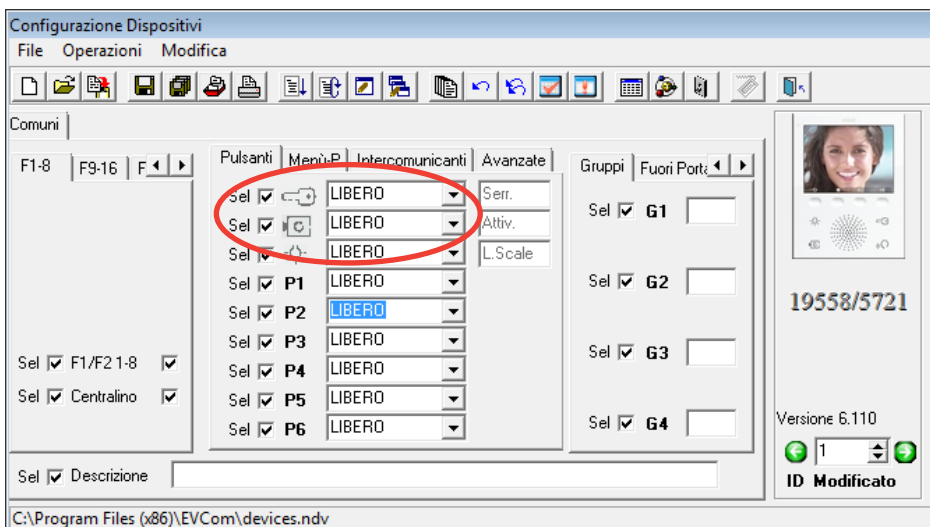 Configurazione Dispositivi
File Operazioni Modifica
Comuni
F1-8 F9-16 F
Pulsanti Menù-P Intercomunicanti Avanzate
Gruppi Fuori Porta
Sel LIBERO Serr.
Sel LIBERO Attiv.
Sel LIBERO L.Scale
Sel P1 LIBERO
Sel P2 LIBERO
Sel P3 LIBERO
Sel P4 LIBERO
Sel P5 LIBERO
Sel P6 LIBERO
Sel F1/F2 1-8
Sel Centralino
Sel G1
Sel G2
Sel G3
Sel G4
19558/5721
Versione 6.110
1
ID Modificato
Sel Descrizione
C:\Program Files (x86)\EVCom\devices.ndv